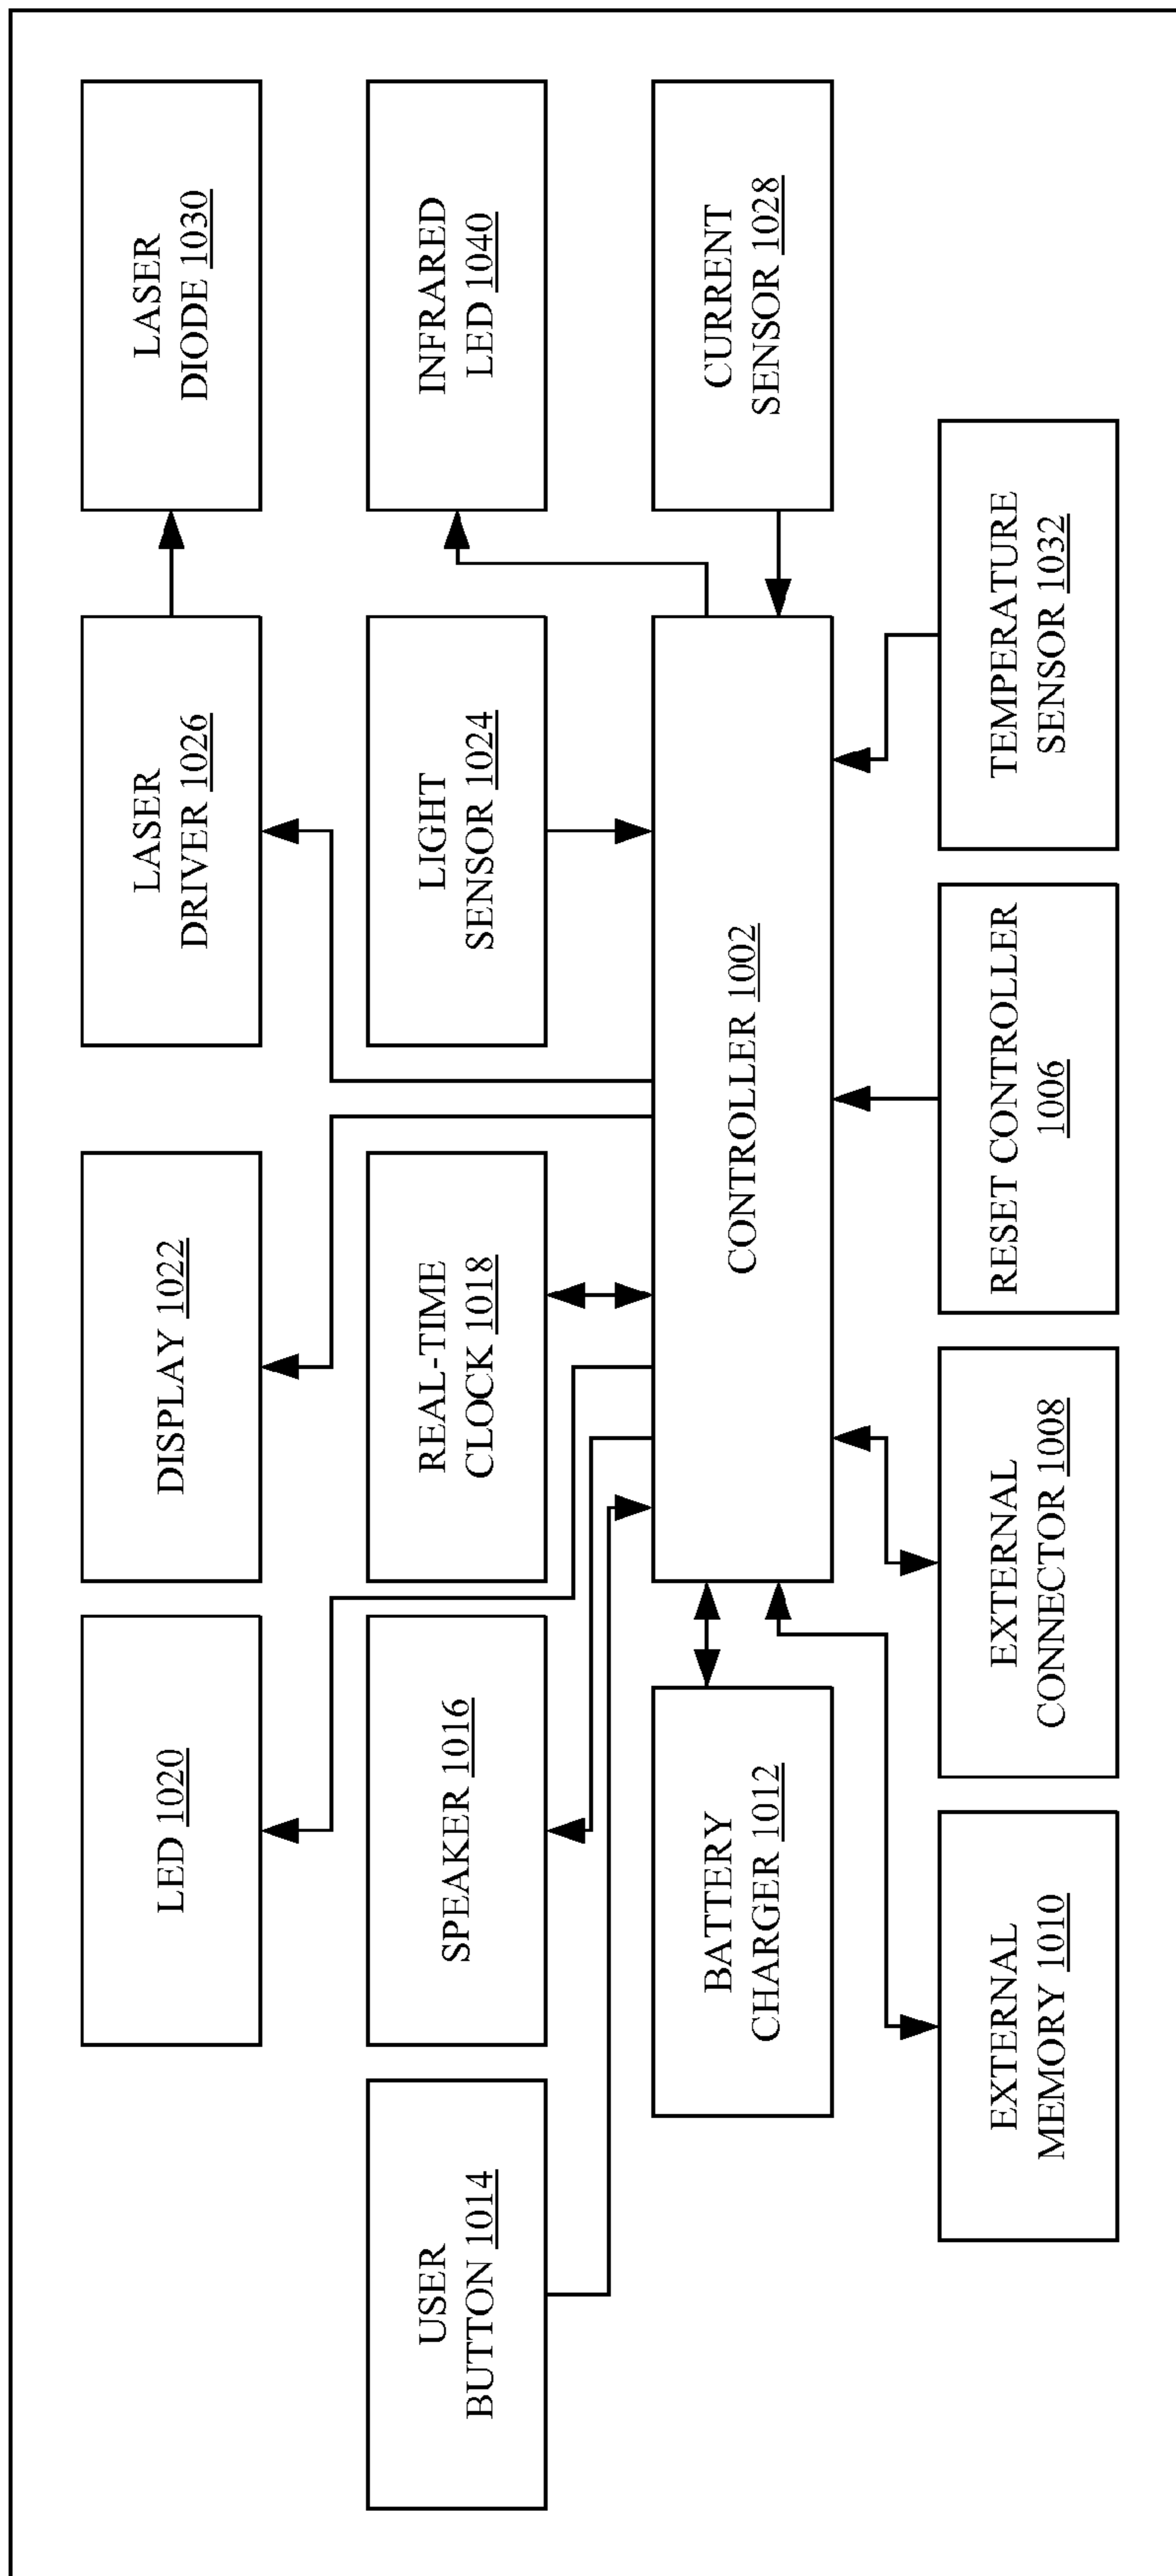 LED 1020
DISPLAY 1022
LASER
DRIVER 1026
LASER
DIODE 1030
USER
BUTTON 1014
SPEAKER 1016
REAL-TIME
CLOCK 1018
LIGHT
SENSOR 1024
INFRARED
LED 1040
BATTERY
CHARGER 1012
CONTROLLER 1002
CURRENT
SENSOR 1028
EXTERNAL
MEMORY 1010
EXTERNAL
CONNECTOR 1008
RESET CONTROLLER
1006
TEMPERATURE
SENSOR 1032